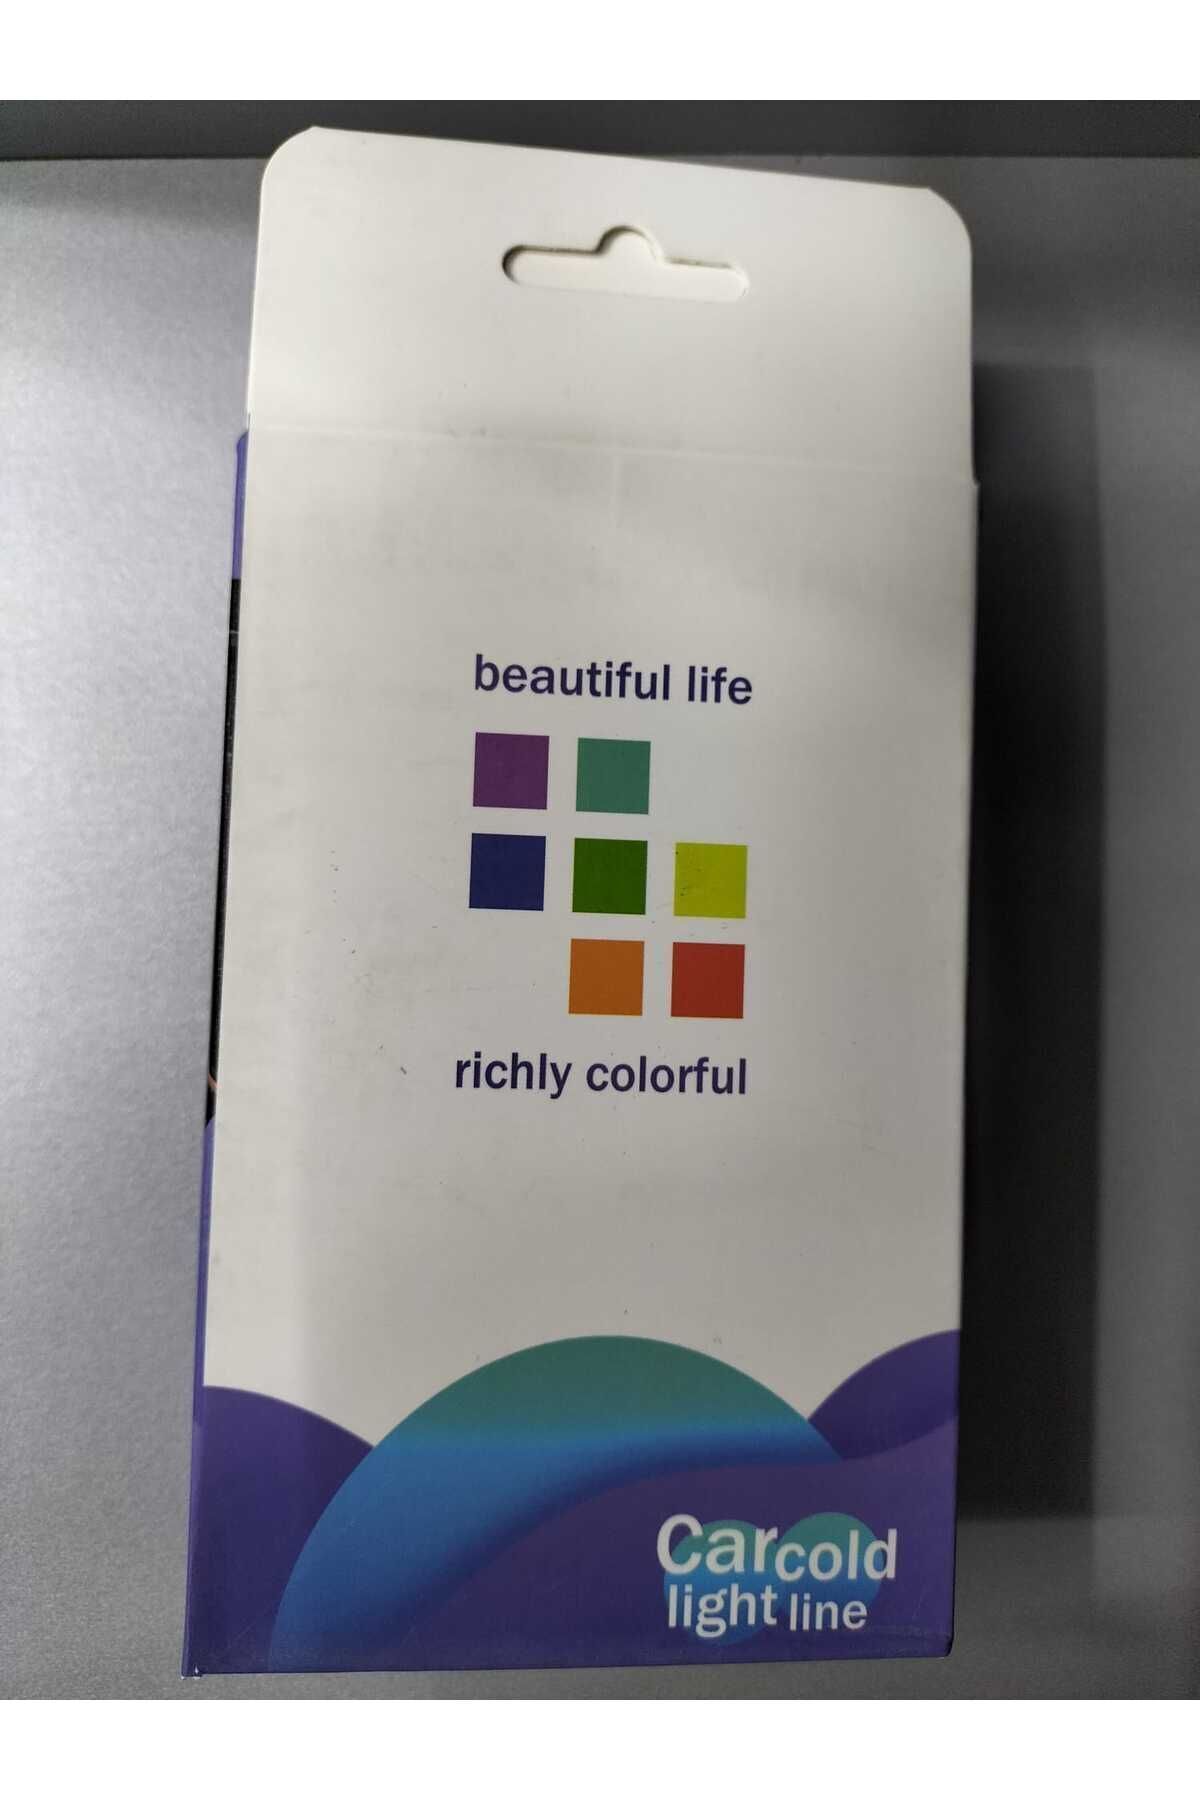 beautiful life
richly colorful
Carcold
light line